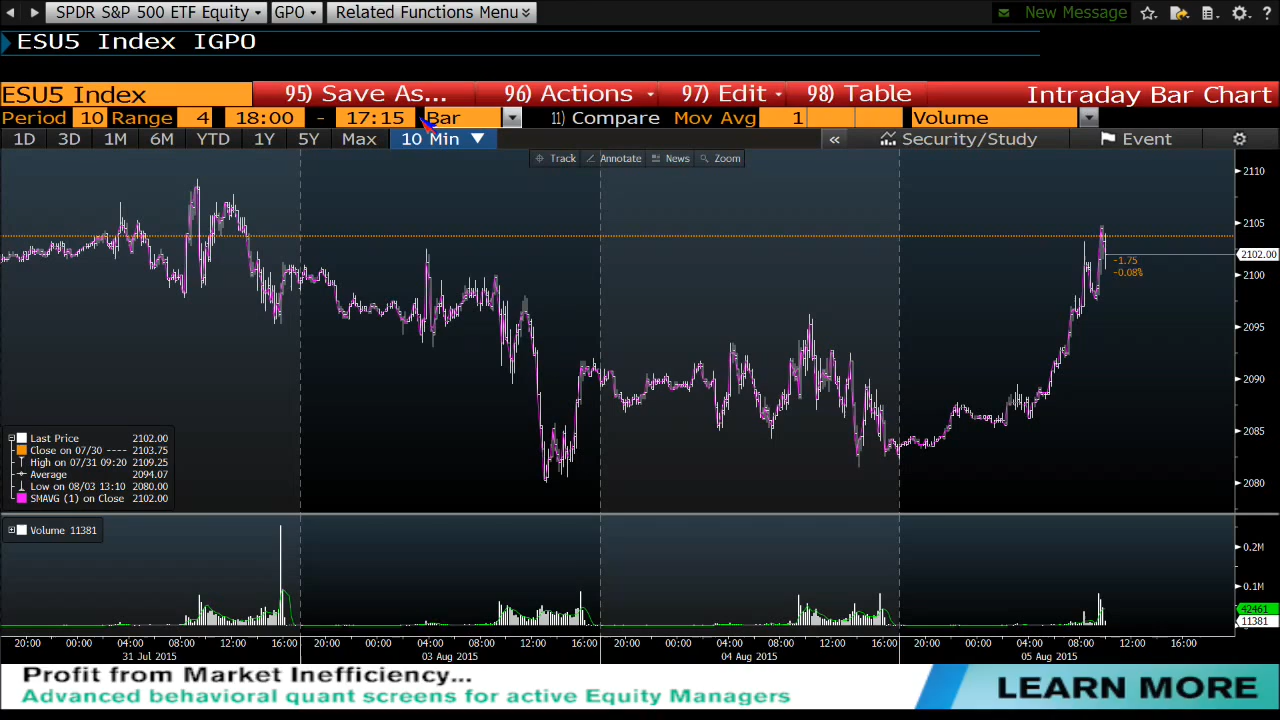 SPDR S&P 500 ETF Equity GPO Related Functions Menu New Message
ESU5 Index IGPO
ESU5 Index 95) Save As... 96) Actions 97) Edit 98) Table Intraday Bar Chart
Period 10 Range 4 18:00 - 17:15 Bar 11) Compare Mov Avg 1 Volume
1D 3D 1M 6M YTD 1Y 5Y Max 10 Min « Security/Study Event
Track Annotate News Zoom
2110
2105
2102.00
2100
2095
2090
2085
2080
-1.75
-0.08%
Last Price 2102.00
Close on 07/30 ---- 2103.75
High on 07/31 09:20 2109.25
Average 2094.07
Low on 08/03 13:10 2080.00
SMAVG (1) on Close 2102.00
Volume 11381
0.2M
0.1M
42461
11381
20:00 00:00 04:00 08:00 12:00 16:00 20:00 00:00 04:00 08:00 12:00 16:00 20:00 00:00 04:00 08:00 12:00 16:00 20:00 00:00 04:00 08:00 12:00 16:00
31 Jul 2015 03 Aug 2015 04 Aug 2015 05 Aug 2015
Profit from Market Inefficiency...
Advanced behavioral quant screens for active Equity Managers
LEARN MORE